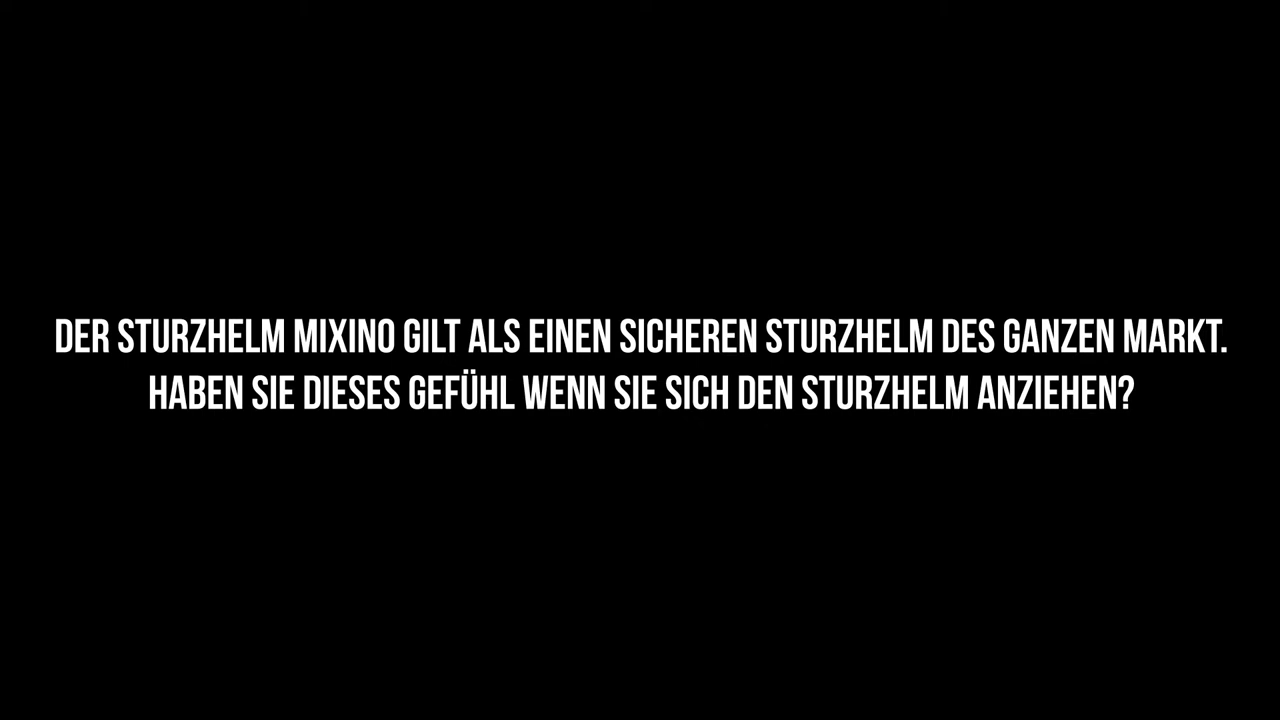 DER STURZHELM MIXINO GILT ALS EINEN SICHEREN STURZHELM DES GANZEN MARKT.
HABEN SIE DIESES GEFÜHL WENN SIE SICH DEN STURZHELM ANZIEHEN?